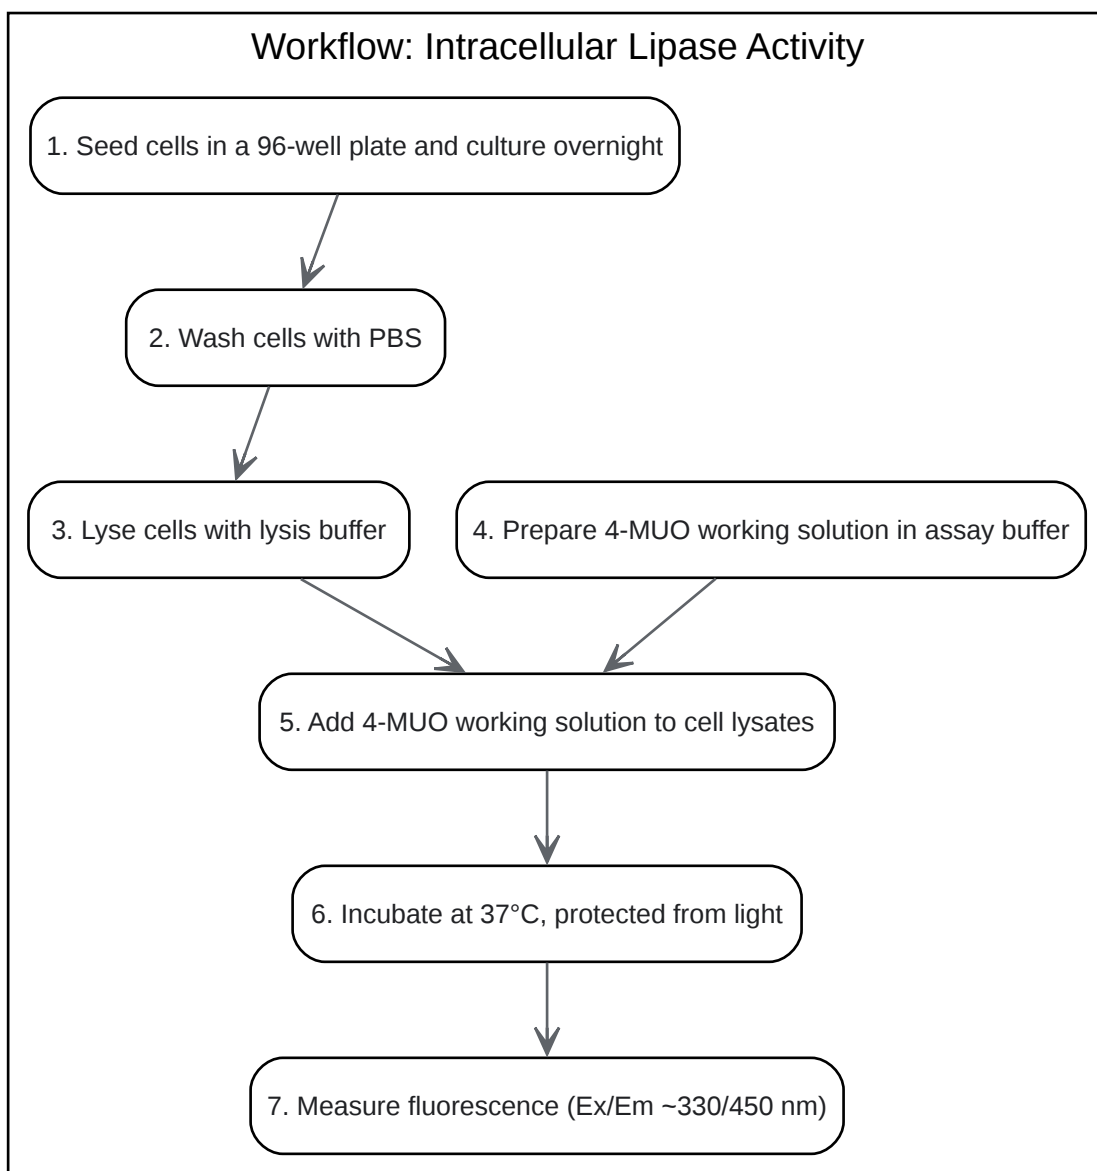 Workflow: Intracellular Lipase Activity
1. Seed cells in a 96-well plate and culture overnight
2. Wash cells with PBS
3. Lyse cells with lysis buffer
4. Prepare 4-MUO working solution in assay buffer
5. Add 4-MUO working solution to cell lysates
6. Incubate at 37°C, protected from light
7. Measure fluorescence (Ex/Em ~330/450 nm)